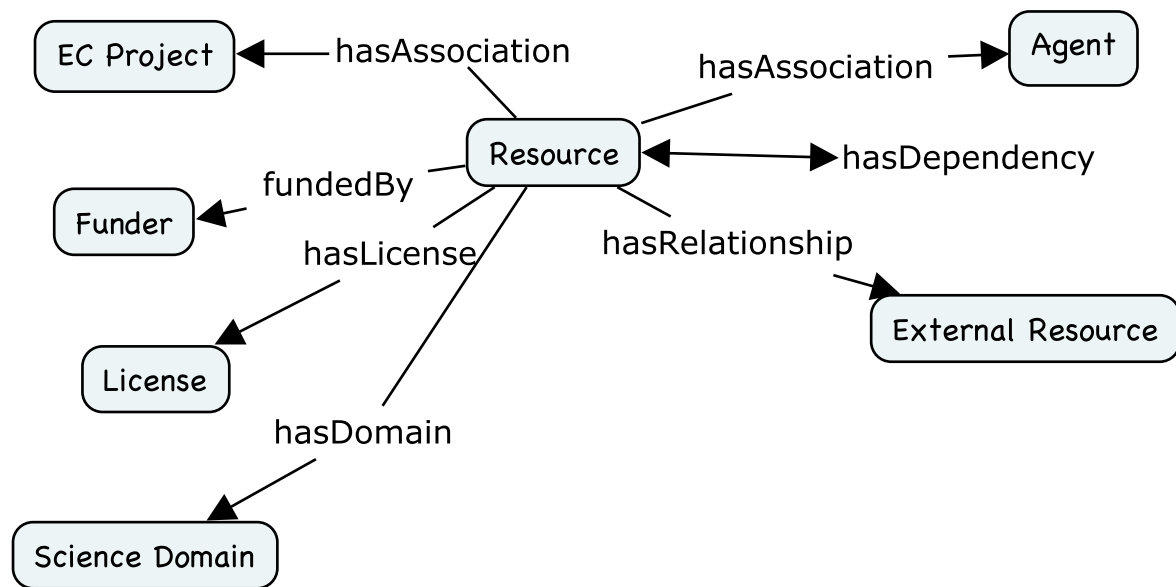 EC Project
hasAssociation
hasAssociation
Agent
Resource
hasDependency
fundedBy
Funder
hasLicense
hasRelationship
External Resource
License
hasDomain
Science Domain